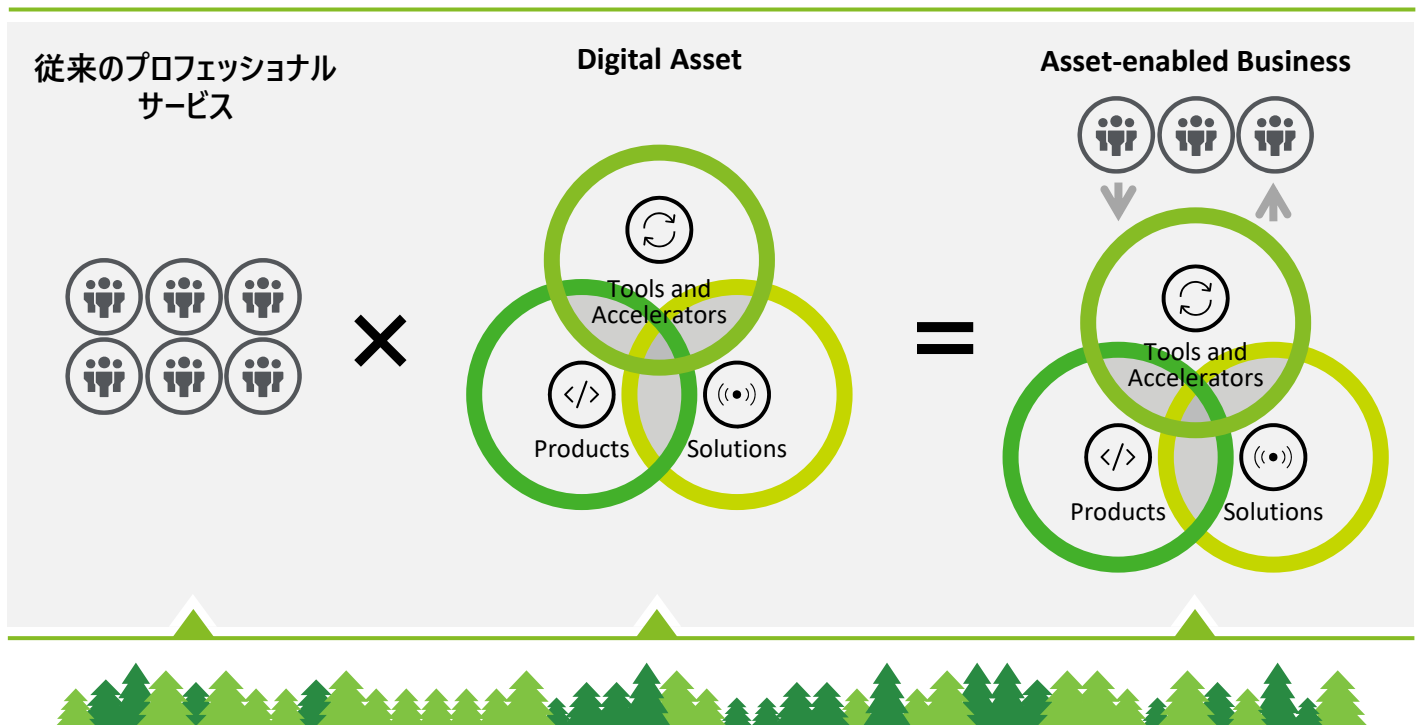 従来のプロフェッショナル
サービス
Digital Asset
Tools and
Accelerators
Products
Solutions
Asset-enabled Business
Tools and
Accelerators
Products
Solutions